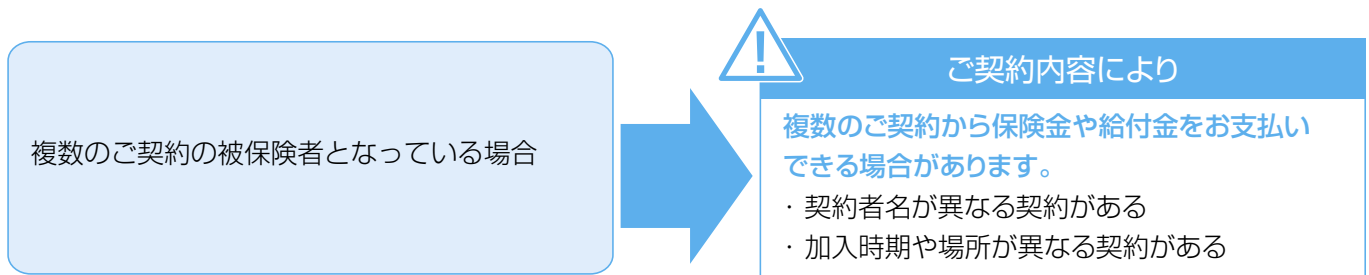 複数のご契約の被保険者となっている場合
!
ご契約内容により
複数のご契約から保険金や給付金をお支払い
できる場合があります。
・契約者名が異なる契約がある
・加入時期や場所が異なる契約がある